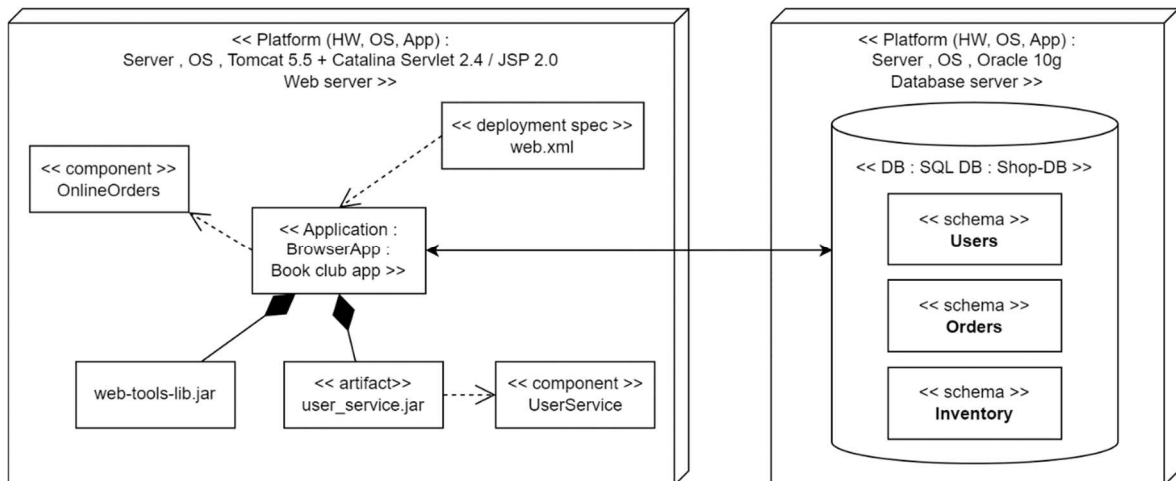 << Platform (HW, OS, App) :
Server , OS , Tomcat 5.5 + Catalina Servlet 2.4 / JSP 2.0
Web server >>
<< deployment spec >>
web.xml
<< component >>
OnlineOrders
<< Application :
BrowserApp :
Book club app >>
web-tools-lib.jar
<< artifact>>
user_service.jar
<< component >>
UserService
<< Platform (HW, OS, App) :
Server , OS , Oracle 10g
Database server >>
<< DB : SQL DB : Shop-DB >>
<< schema >>
Users
<< schema >>
Orders
<< schema >>
Inventory